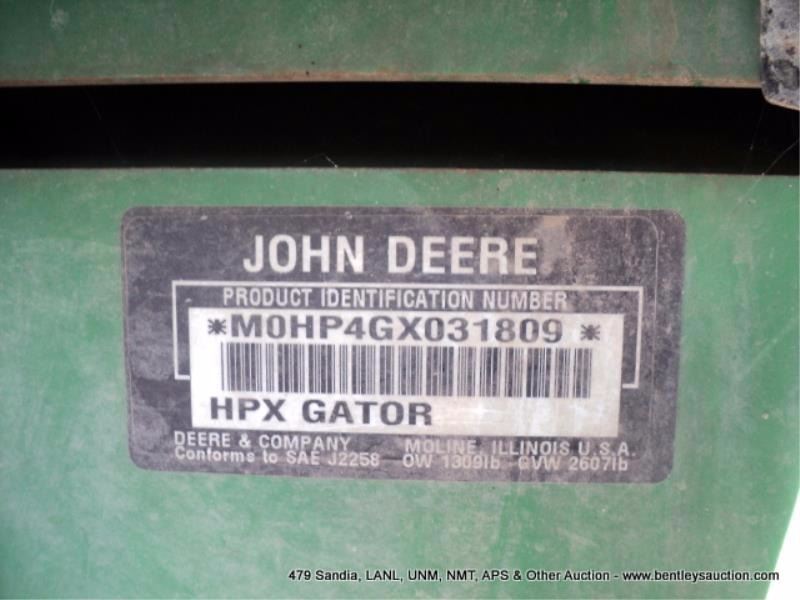 JOHN DEERE
PRODUCT IDENTIFICATION NUMBER
*M0HP4GX031809 *
HPX GATOR
DEERE & COMPANY MOLINE, ILLINOIS U.S.A.
Conforms to SAE J2258 OW 1309lb GVW 2607lb
479 Sandia, LANL, UNM, NMT, APS & Other Auction - www.bentleysauction.com